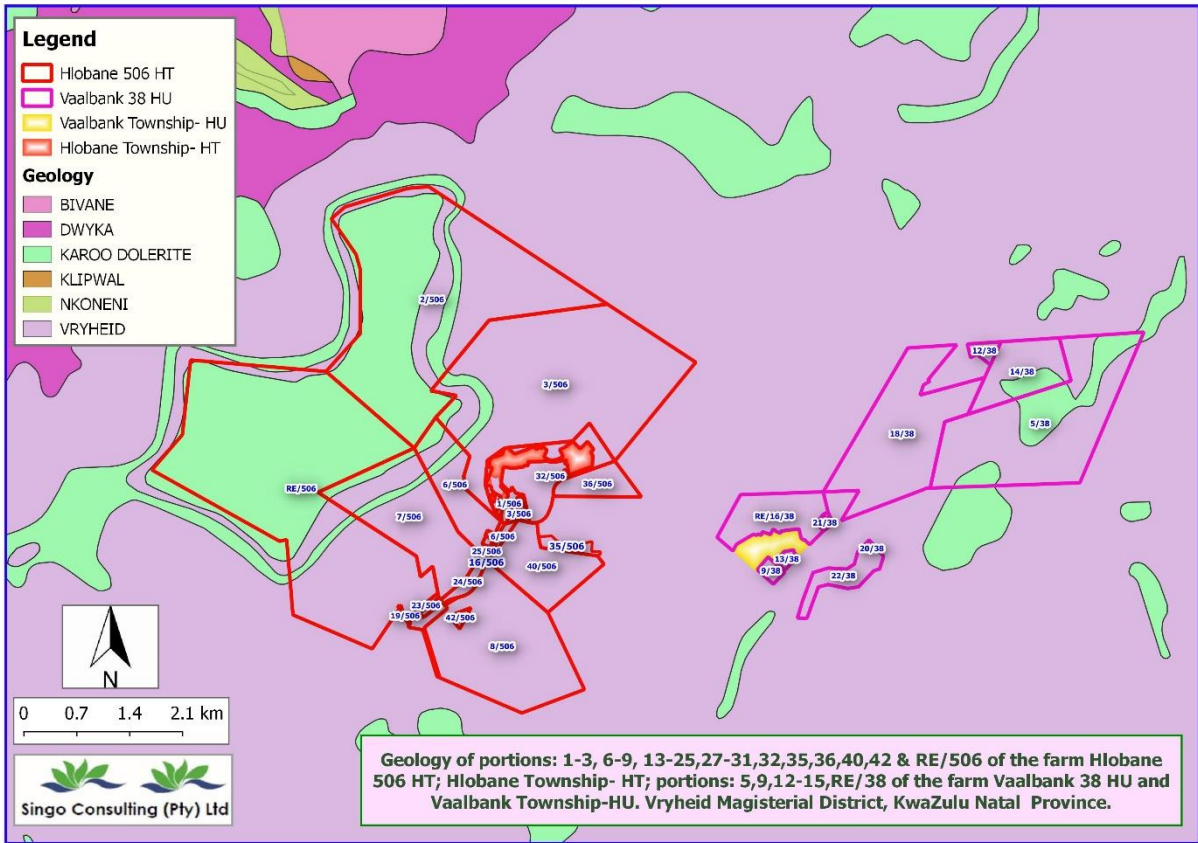 Legend
Hlobane 506 HT
Vaalbank 38 HU
Vaalbank Township- HU
Hlobane Township- HT
Geology
BIVANE
DWYKA
KAROO DOLERITE
KLIPWAL
NKONENI
VRYHEID
2/506
3/506
12/38
14/38
5/38
18/38
32/506
36/506
6/506
RE/506
1/506
3/506
7/506
RE/16/38
21/38
6/506
25/506
35/506
16/506
40/506
13/38
20/38
9/38
22/38
24/506
23/506
19/506
42/506
8/506
N
0 0.7 1.4 2.1 km
Singo Consulting (Pty) Ltd
Geology of portions: 1-3, 6-9, 13-25,27-31,32,35,36,40,42 & RE/506 of the farm Hlobane
506 HT; Hlobane Township- HT; portions: 5,9,12-15,RE/38 of the farm Vaalbank 38 HU and
Vaalbank Township-HU. Vryheid Magisterial District, KwaZulu Natal Province.